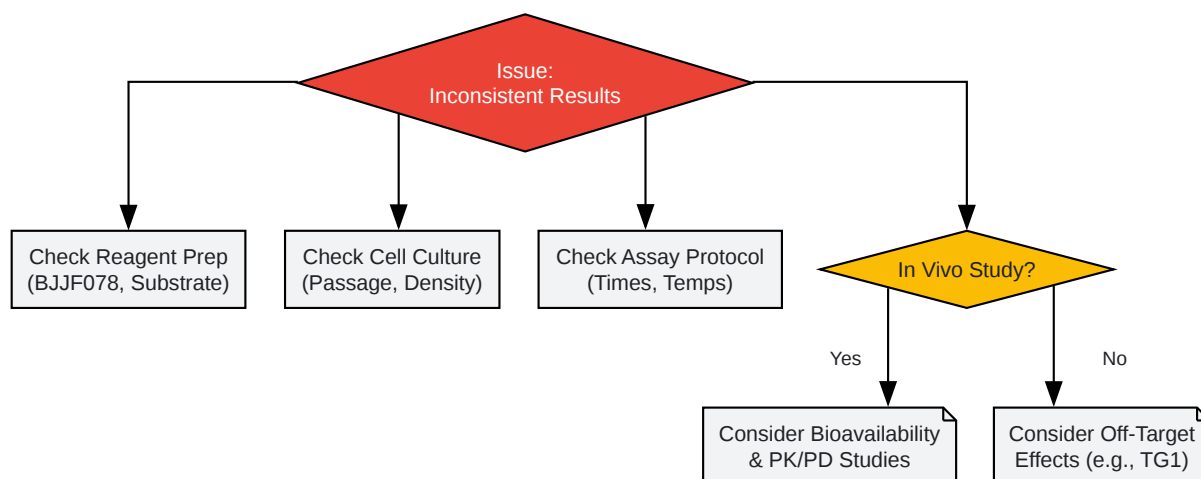 Issue:
Inconsistent Results
Check Reagent Prep
(BJJF078, Substrate)
Check Cell Culture
(Passage, Density)
Check Assay Protocol
(Times, Temps)
In Vivo Study?
Yes
No
Consider Bioavailability
& PK/PD Studies
Consider Off-Target
Effects (e.g., TG1)